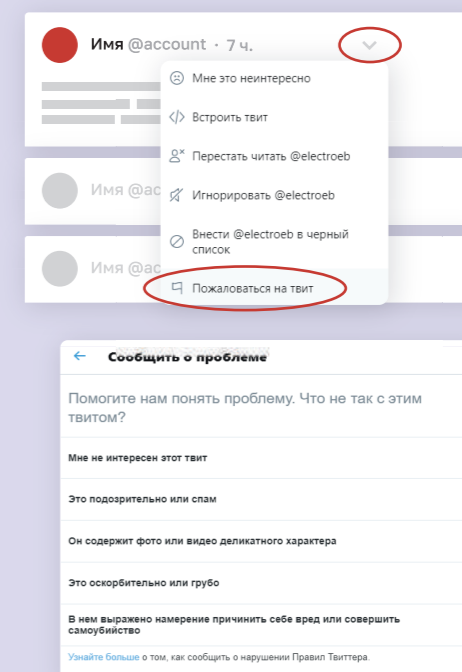 Имя @account · 7 ч.
Мне это неинтересно
Встроить твит
Перестать читать @electroeb
Игнорировать @electroeb
Имя @ac
Внести @electroeb в черный
список
Имя @ac
Пожаловаться на твит
Сообщить о проблеме
Помогите нам понять проблему. Что не так с этим
твитом?
Мне не интересен этот твит
Это подозрительно или спам
Он содержит фото или видео деликатного характера
Это оскорбительно или грубо
В нем выражено намерение причинить себе вред или совершить
самоубийство
Узнайте больше о том, как сообщить о нарушении Правил Твиттера.